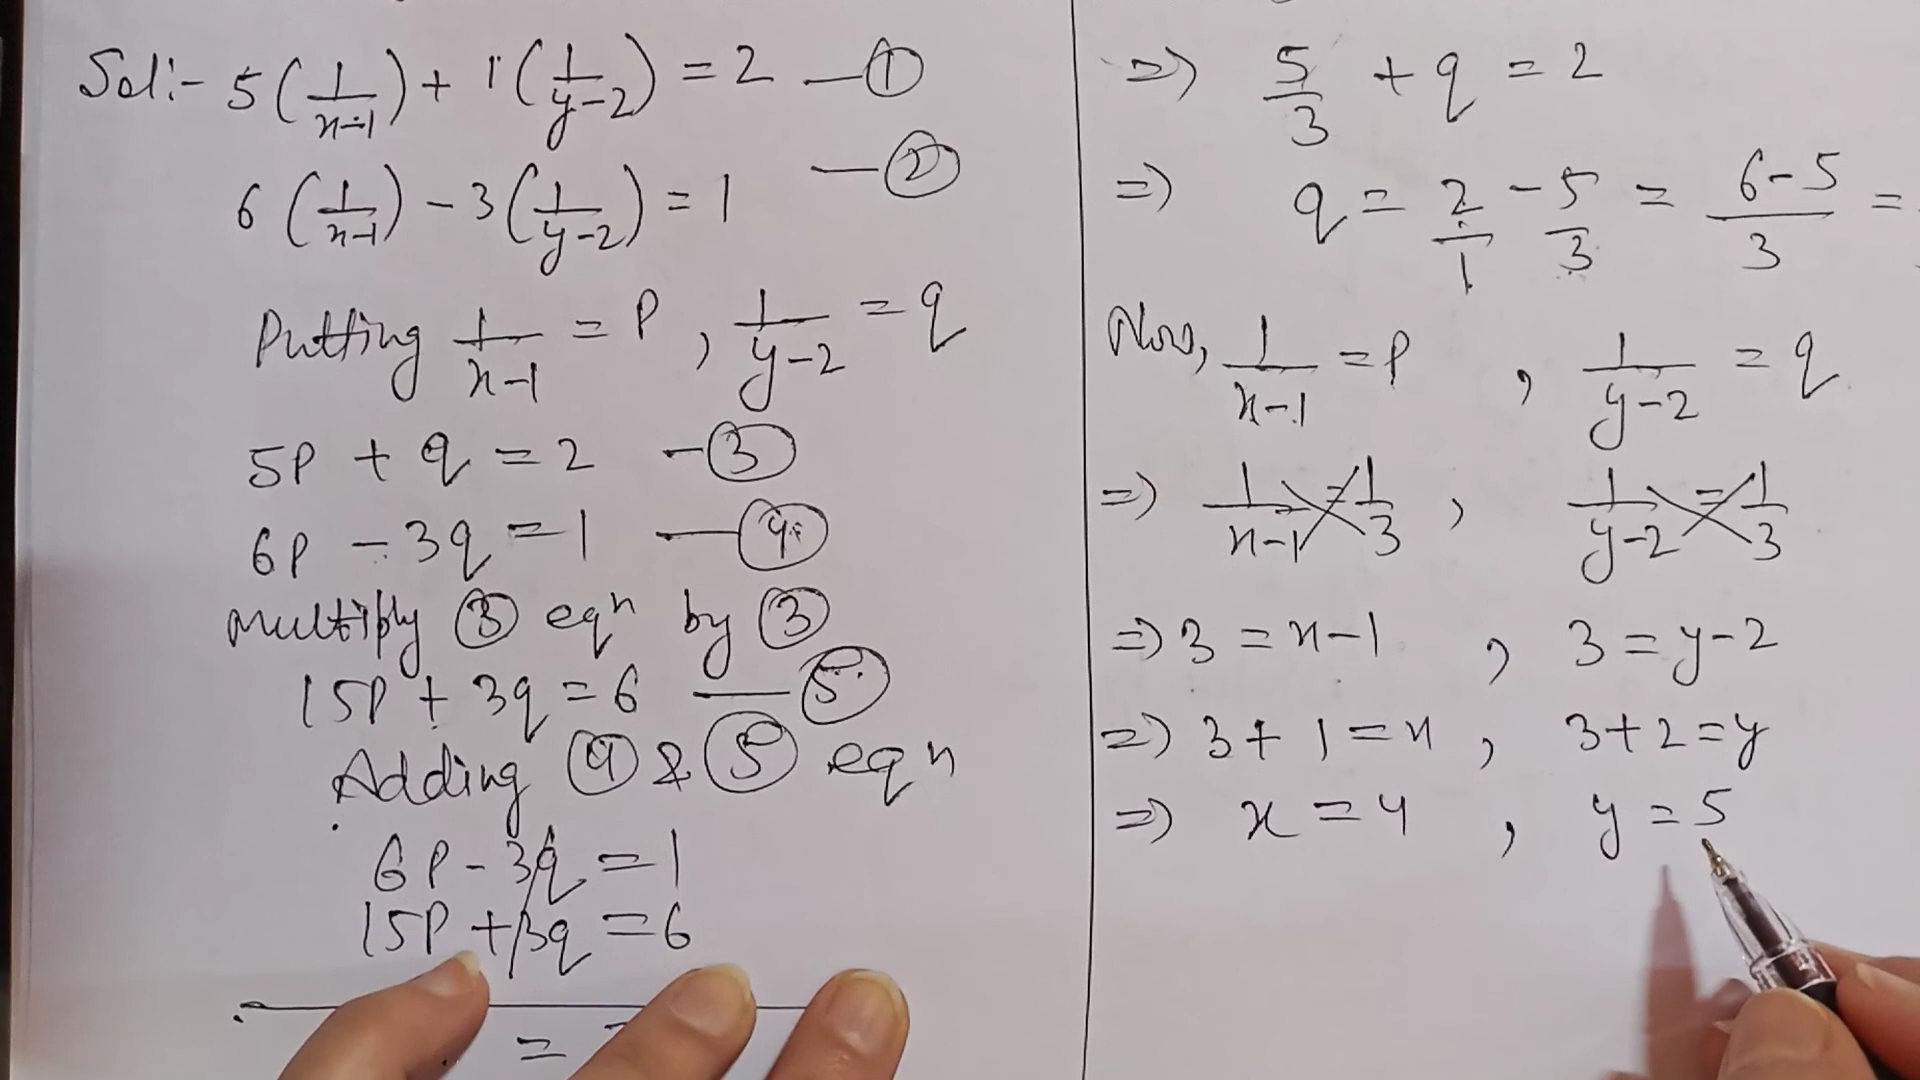 Sol:- 5(1/x-1) + 1(1/y-2) = 2 — ①
6(1/x-1) - 3(1/y-2) = 1 — ②
Putting 1/x-1 = P , 1/y-2 = q
5P + q = 2 — ③
6P - 3q = 1 — ④
Multiply ③ eqn by ③
15P + 3q = 6 — ⑤
Adding ④ & ⑤ eqn
6P - 3q = 1
15P + 3q = 6
=
=> 5/3 + q = 2
=> q = 2/1 - 5/3 = 6-5/3 =
Now, 1/x-1 = P , 1/y-2 = q
=> 1/x-1 = 1/3 , 1/y-2 = 1/3
=> 3 = x-1 , 3 = y-2
=> 3+1 = x , 3+2 = y
=> x = 4 , y = 5